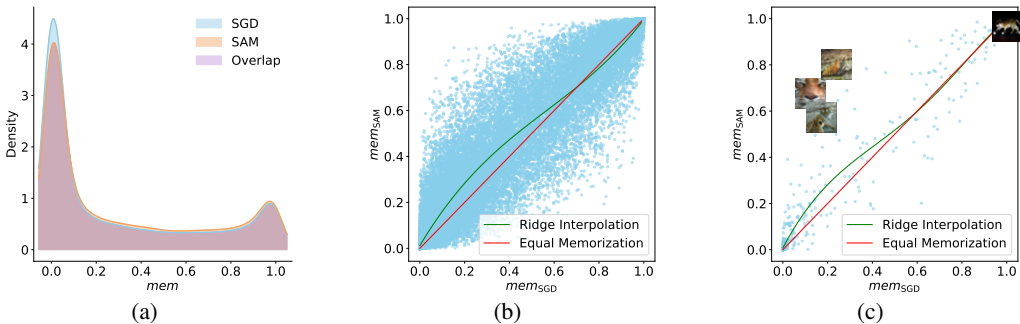 SGD
SAM
Overlap
Density
4
3
2
1
0
0.0 0.2 0.4 0.6 0.8 1.0
mem
(a)
mem_SAM
1.0
0.8
0.6
0.4
0.2
0.0
Ridge Interpolation
Equal Memorization
0.0 0.2 0.4 0.6 0.8 1.0
mem_SGD
(b)
mem_SAM
1.0
0.8
0.6
0.4
0.2
0.0
Ridge Interpolation
Equal Memorization
0.0 0.2 0.4 0.6 0.8 1.0
mem_SGD
(c)